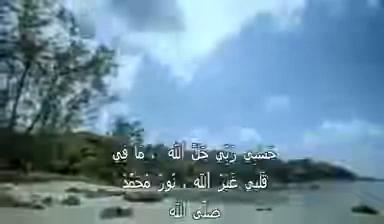 حَسْبِي رَبِّي جَلَّ الله ، مَا فِي
قَلْبِي غَيْرُ الله ، نُورُ مُحَمَّدْ
صَلَّى الله